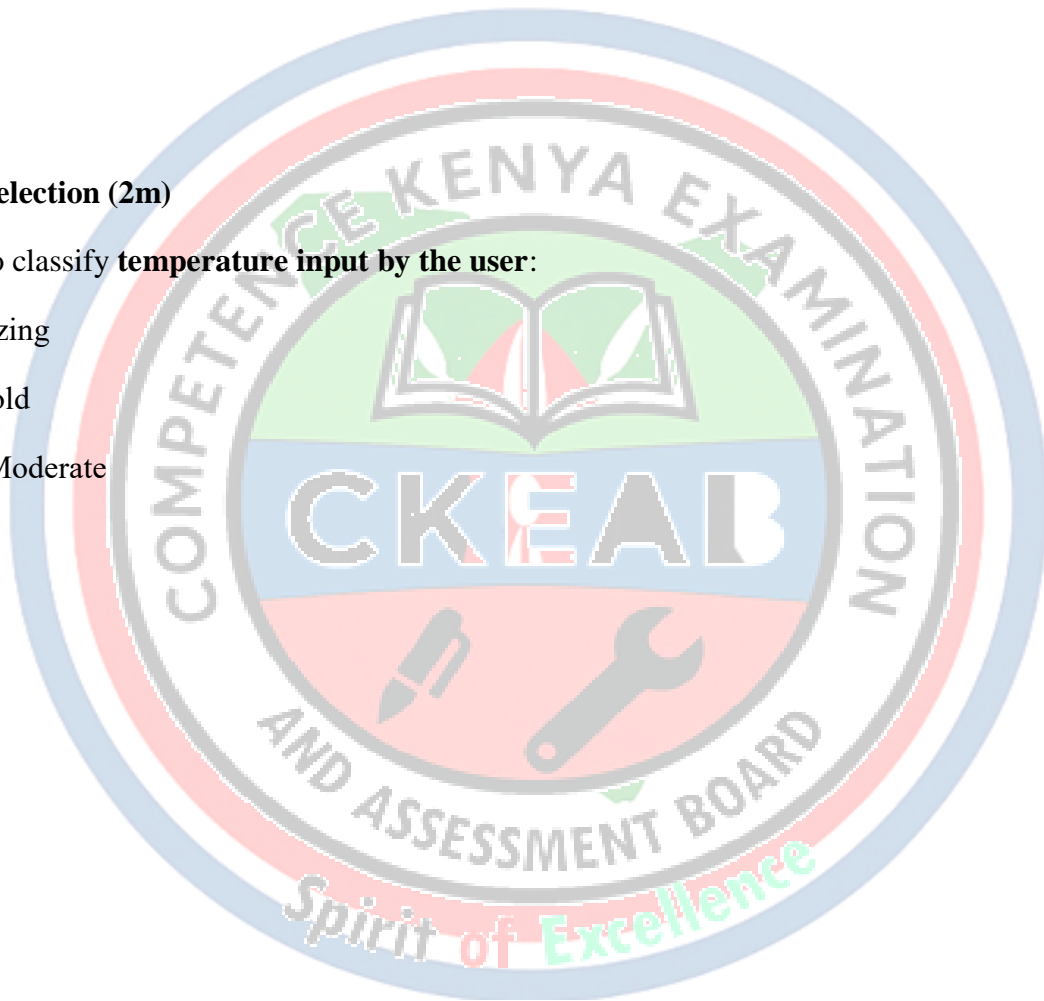 election (2m)
o classify temperature input by the user:
zing
old
Moderate
COMPETENCE KENYA EXAMINATION
CKEAB
AND ASSESSMENT BOARD
Spirit of Excellence